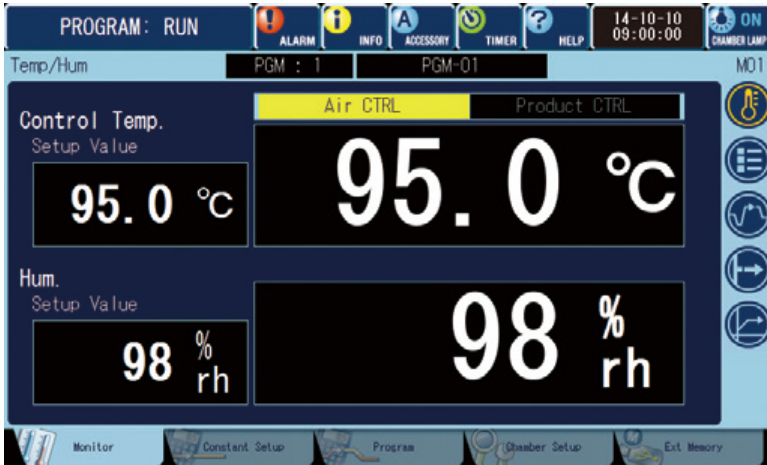 PROGRAM: RUN
ALARM
INFO
ACCESSORY
TIMER
HELP
14-10-10
09:00:00
ON
CHAMBER LAMP
Temp/Hum
PGM : 1
PGM-01
M01
Control Temp.
Setup Value
95.0 °C
Air CTRL
Product CTRL
95.0 °C
Hum.
Setup Value
98 %rh
98 %rh
Monitor
Constant Setup
Program
Chamber Setup
Ext Memory